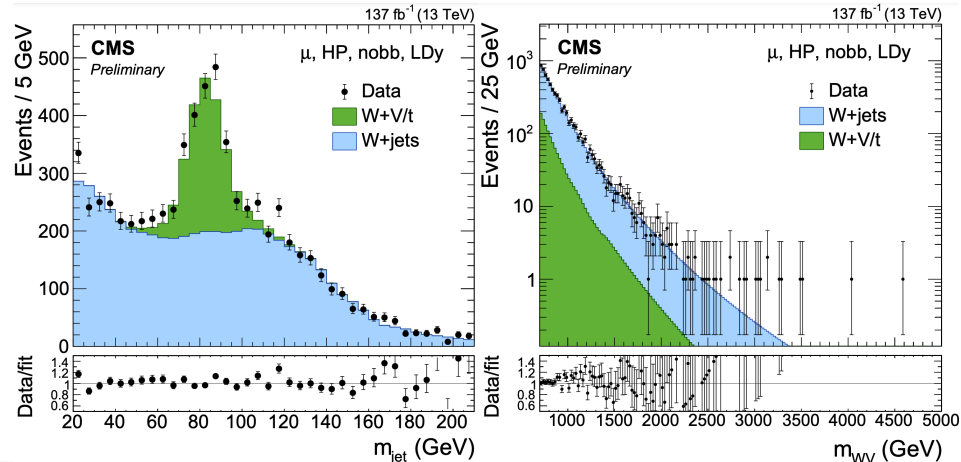 137 fb⁻¹ (13 TeV)
CMS
Preliminary
μ, HP, nobb, LDy
Data
W+V/t
W+jets
Events / 5 GeV
500
400
300
200
100
0
Data/fit
1.4
1.2
1
0.8
0.6
20 40 60 80 100 120 140 160 180 200
m_jet (GeV)
137 fb⁻¹ (13 TeV)
CMS
Preliminary
μ, HP, nobb, LDy
Data
W+jets
W+V/t
Events / 25 GeV
10³
10²
10
1
Data/fit
1.4
1.2
1
0.8
0.6
1000 1500 2000 2500 3000 3500 4000 4500 5000
m_WV (GeV)